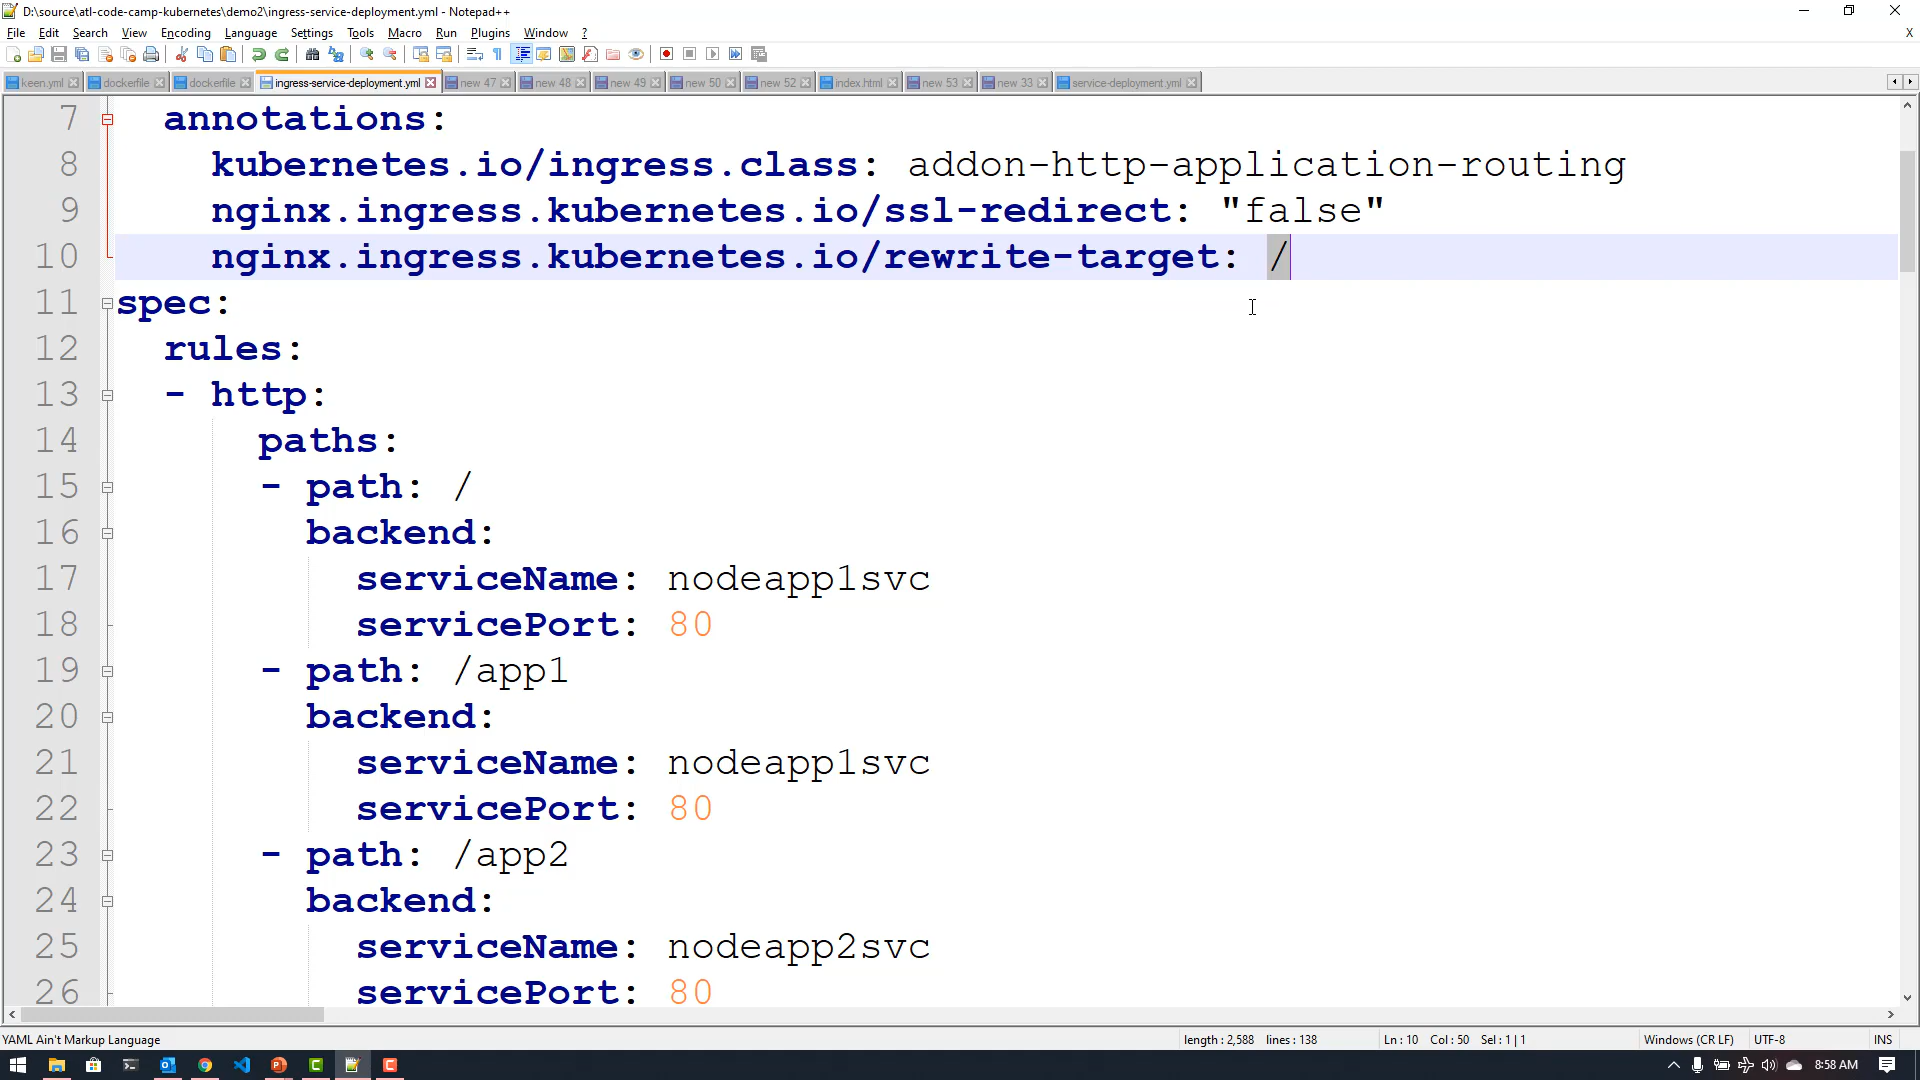 D:\source\atl-code-camp-kubernetes\demo2\ingress-service-deployment.yml - Notepad++
File Edit Search View Encoding Language Settings Tools Macro Run Plugins Window ? X
keen.yml dockerfile dockerfile ingress-service-deployment.yml new 47 new 48 new 49 new 50 new 52 index.html new 53 new 33 service-deployment.yml
7 annotations:
8 kubernetes.io/ingress.class: addon-http-application-routing
9 nginx.ingress.kubernetes.io/ssl-redirect: "false"
10 nginx.ingress.kubernetes.io/rewrite-target: /
11 spec:
12 rules:
13 - http:
14 paths:
15 - path: /
16 backend:
17 serviceName: nodeapp1svc
18 servicePort: 80
19 - path: /app1
20 backend:
21 serviceName: nodeapp1svc
22 servicePort: 80
23 - path: /app2
24 backend:
25 serviceName: nodeapp2svc
26 servicePort: 80
YAML Ain't Markup Language length : 2,588 lines : 138 Ln : 10 Col : 50 Sel : 1 | 1 Windows (CR LF) UTF-8 INS
8:58 AM